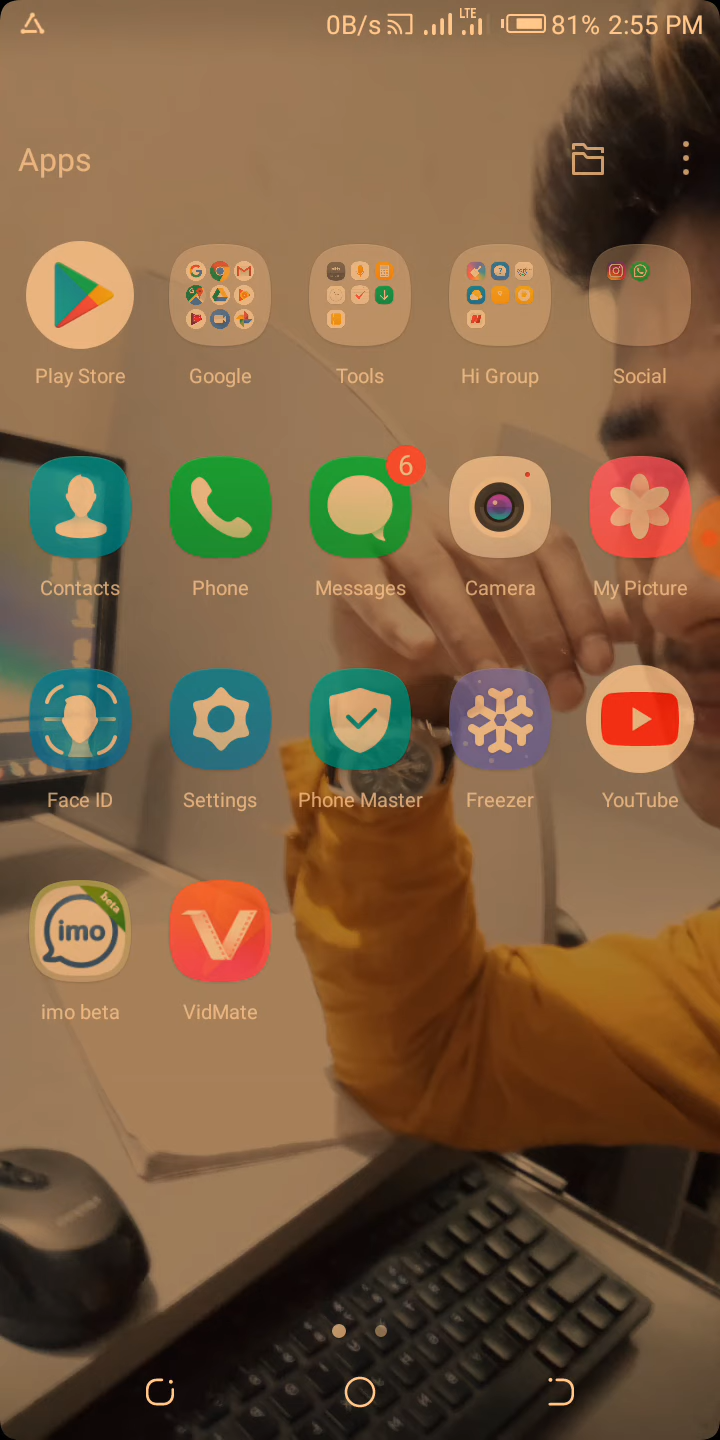 0B/s LTE 81% 2:55 PM
Apps
Play Store Google Tools Hi Group Social
6
Contacts Phone Messages Camera My Picture
Face ID Settings Phone Master Freezer YouTube
beta
imo
imo beta VidMate